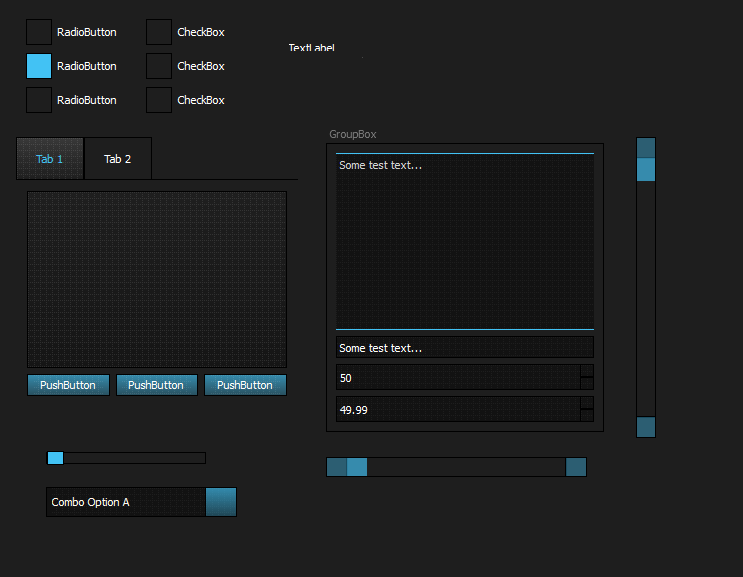 RadioButton
CheckBox
TextLabel
RadioButton
CheckBox
RadioButton
CheckBox
GroupBox
Tab 1
Tab 2
Some test text...
Some test text...
50
PushButton
PushButton
PushButton
49.99
Combo Option A